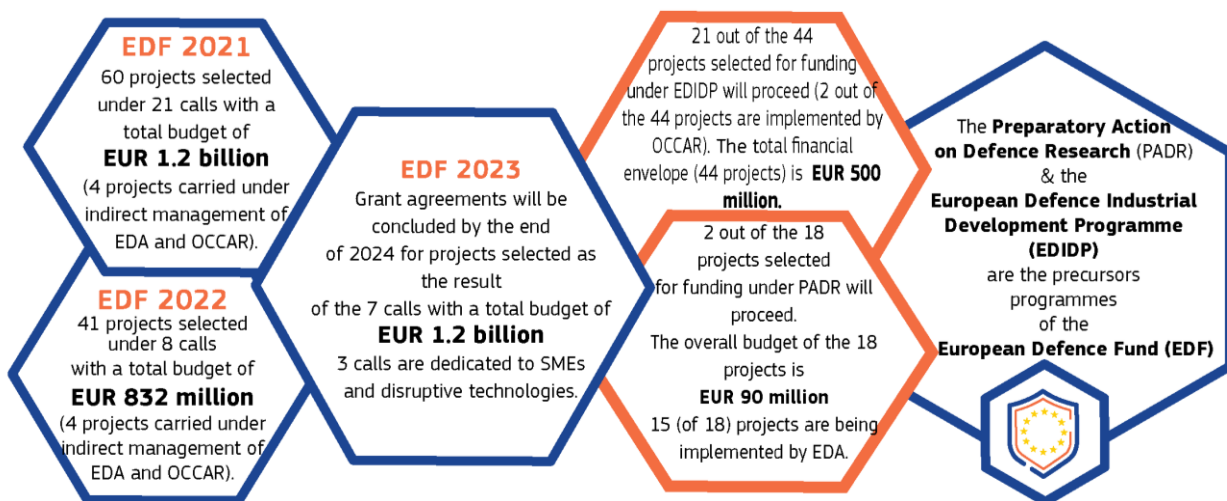 EDF 2021
60 projects selected
under 21 calls with a
total budget of
EUR 1.2 billion
(4 projects carried under
indirect management of
EDA and OCCAR).
EDF 2022
41 projects selected
under 8 calls
with a total budget of
EUR 832 million
(4 projects carried under
indirect management of
EDA and OCCAR).
EDF 2023
Grant agreements will be
concluded by the end
of 2024 for projects selected as
the result
of the 7 calls with a total budget of
EUR 1.2 billion
3 calls are dedicated to SMEs
and disruptive technologies.
21 out of the 44
projects selected for funding
under EDIDP will proceed (2 out of
the 44 projects are implemented by
OCCAR). The total financial
envelope (44 projects) is EUR 500
million.
2 out of the 18
projects selected
for funding under PADR will
proceed.
The overall budget of the 18
projects is
EUR 90 million
15 (of 18) projects are being
implemented by EDA.
The Preparatory Action
on Defence Research (PADR)
& the
European Defence Industrial
Development Programme
(EDIDP)
are the precursors
programmes
of the
European Defence Fund (EDF)